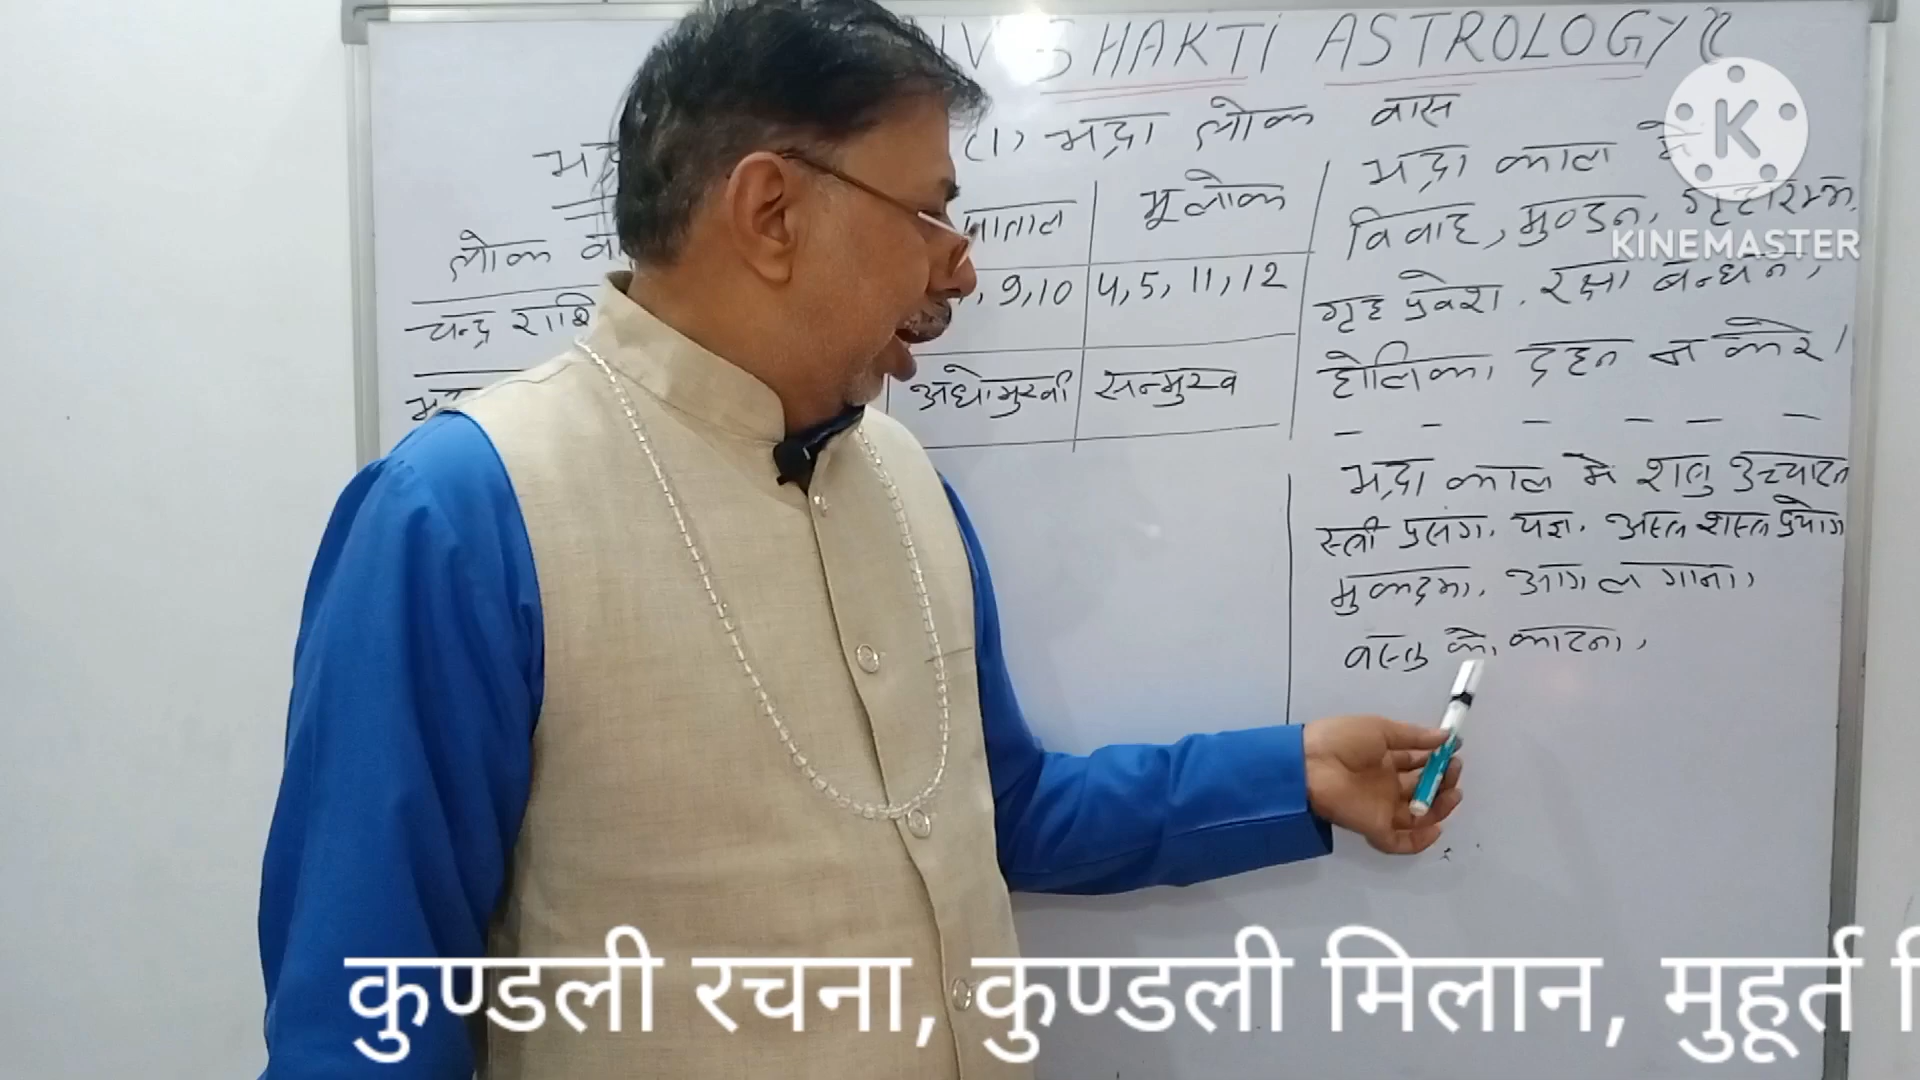 SHAKTI ASTROLOGY
(1) भद्रा लोक वास
लोक
पाताल
भूलोक
चन्द्र राशि
9,10
4,5,11,12
अधोमुखी
सन्मुख
भद्रा काल में
विवाह, मुण्डन, गृहारम्भ,
गृह प्रवेश, रक्षा बन्धन,
होलिका दहन न करे।
भद्रा काल मे शत्रु उच्चाटन
स्त्री प्रसंग, यज्ञ, अस्त्र शस्त्र प्रयोग
मुकदमा, आग लगाना,
वस्तु को काटना,
K
KINEMASTER
कुण्डली रचना, कुण्डली मिलान, मुहूर्त